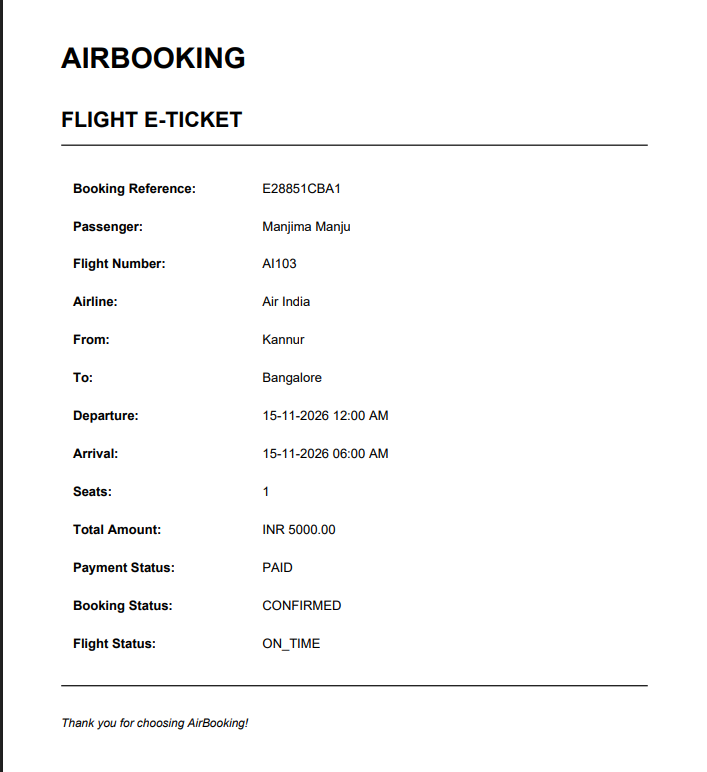 AIRBOOKING
FLIGHT E-TICKET
Booking Reference: E28851CBA1
Passenger: Manjima Manju
Flight Number: AI103
Airline: Air India
From: Kannur
To: Bangalore
Departure: 15-11-2026 12:00 AM
Arrival: 15-11-2026 06:00 AM
Seats: 1
Total Amount: INR 5000.00
Payment Status: PAID
Booking Status: CONFIRMED
Flight Status: ON_TIME
Thank you for choosing AirBooking!